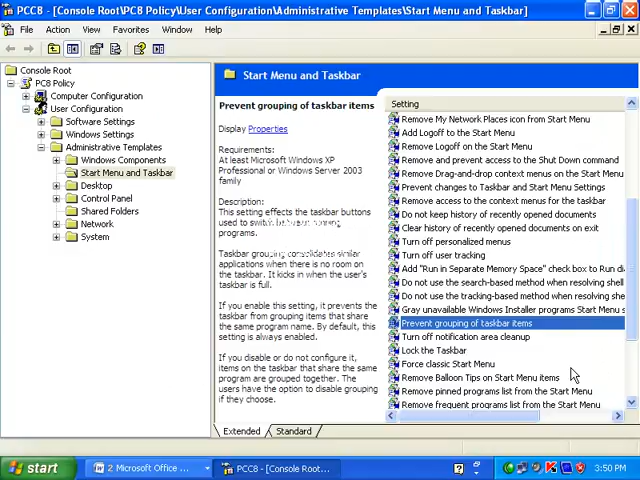 PCC8 - [Console Root\PC8 Policy\User Configuration\Administrative Templates\Start Menu and Taskbar]
File Action View Favorites Window Help
Console Root
PC8 Policy
Computer Configuration
User Configuration
Software Settings
Windows Settings
Administrative Templates
Windows Components
Start Menu and Taskbar
Desktop
Control Panel
Shared Folders
Network
System
Start Menu and Taskbar
Prevent grouping of taskbar items
Display Properties
Requirements:
At least Microsoft Windows XP
Professional or Windows Server 2003
family
Description:
This setting effects the taskbar buttons
used to switch between running
programs.
Taskbar grouping consolidates similar
applications when there is no room on
the taskbar. It kicks in when the user's
taskbar is full.
If you enable this setting, it prevents the
taskbar from grouping items that share
the same program name. By default, this
setting is always enabled.
If you disable or do not configure it,
items on the taskbar that share the same
program are grouped together. The
users have the option to disable grouping
if they choose.
Setting
Remove My Network Places icon from Start Menu
Add Logoff to the Start Menu
Remove Logoff on the Start Menu
Remove and prevent access to the Shut Down command
Remove Drag-and-drop context menus on the Start Menu
Prevent changes to Taskbar and Start Menu Settings
Remove access to the context menus for the taskbar
Do not keep history of recently opened documents
Clear history of recently opened documents on exit
Turn off personalized menus
Turn off user tracking
Add "Run in Separate Memory Space" check box to Run dia
Do not use the search-based method when resolving shell
Do not use the tracking-based method when resolving she
Gray unavailable Windows Installer programs Start Menu s
Prevent grouping of taskbar items
Turn off notification area cleanup
Lock the Taskbar
Force classic Start Menu
Remove Balloon Tips on Start Menu items
Remove pinned programs list from the Start Menu
Remove frequent programs list from the Start Menu
Extended Standard
start
2 Microsoft Office ...
PCC8 - [Console Root...
3:50 PM